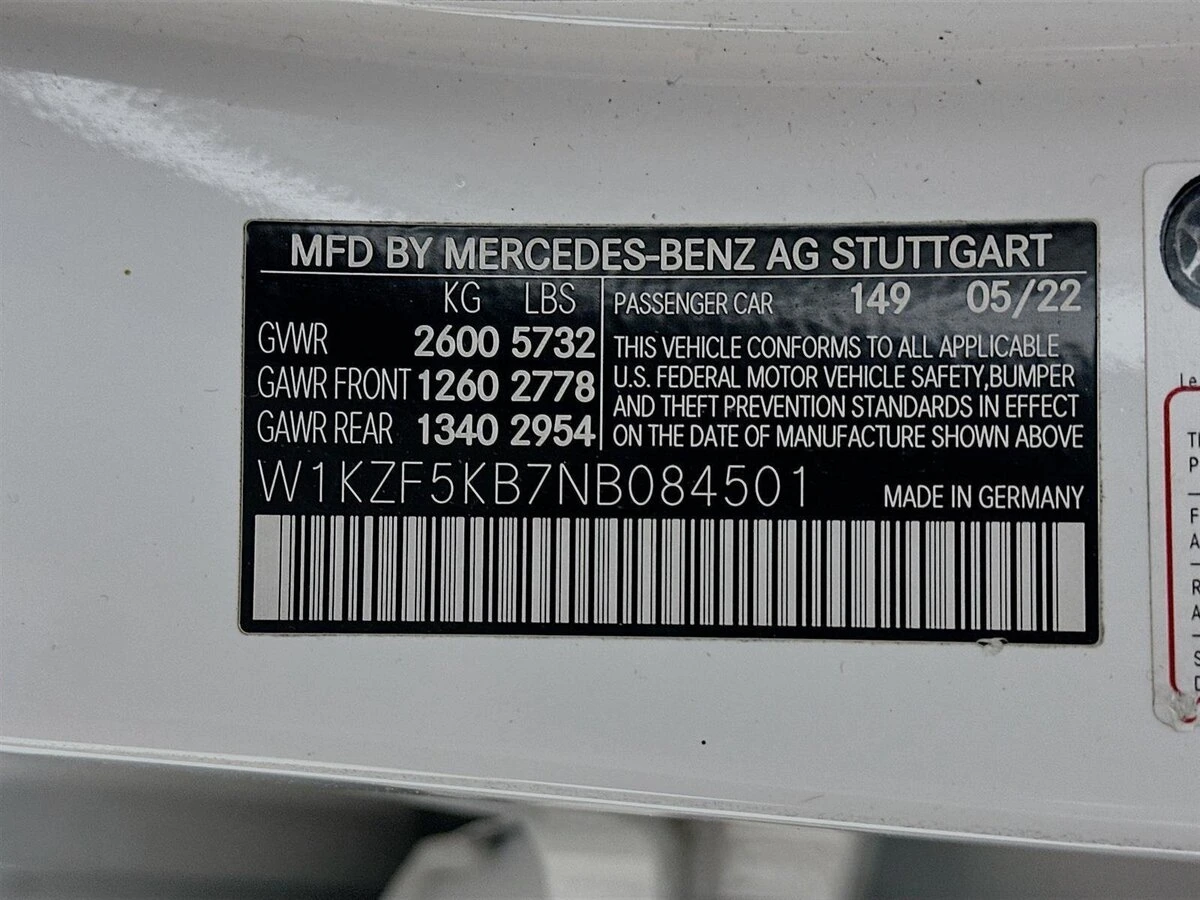 MFD BY MERCEDES-BENZ AG STUTTGART
KG LBS
GVWR 2600 5732
GAWR FRONT 1260 2778
GAWR REAR 1340 2954
PASSENGER CAR 149 05/22
THIS VEHICLE CONFORMS TO ALL APPLICABLE
U.S. FEDERAL MOTOR VEHICLE SAFETY,BUMPER
AND THEFT PREVENTION STANDARDS IN EFFECT
ON THE DATE OF MANUFACTURE SHOWN ABOVE
W1KZF5KB7NB084501 MADE IN GERMANY